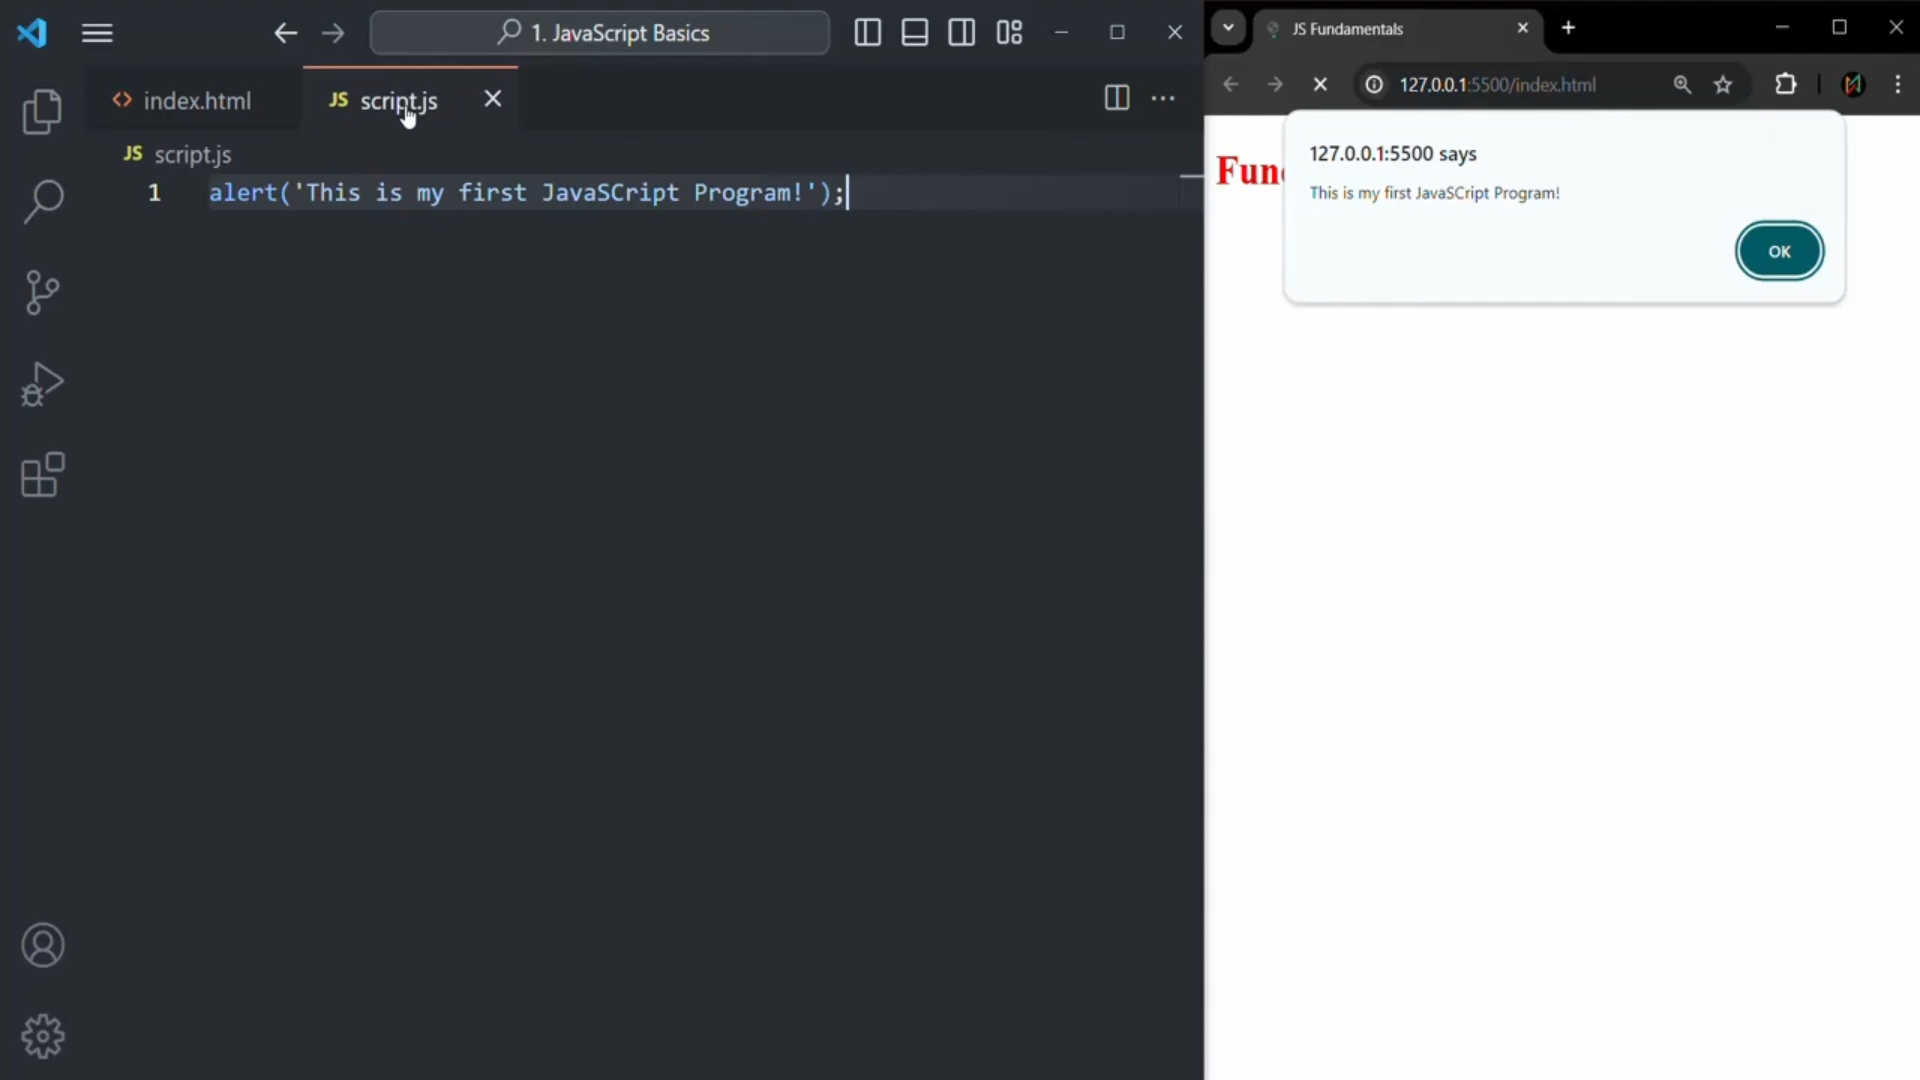 1. JavaScript Basics
index.html
JS script.js
JS script.js
1 alert('This is my first JavaSCript Program!');
JS Fundamentals
127.0.0.1:5500/index.html
Fun
127.0.0.1:5500 says
This is my first JavaSCript Program!
OK